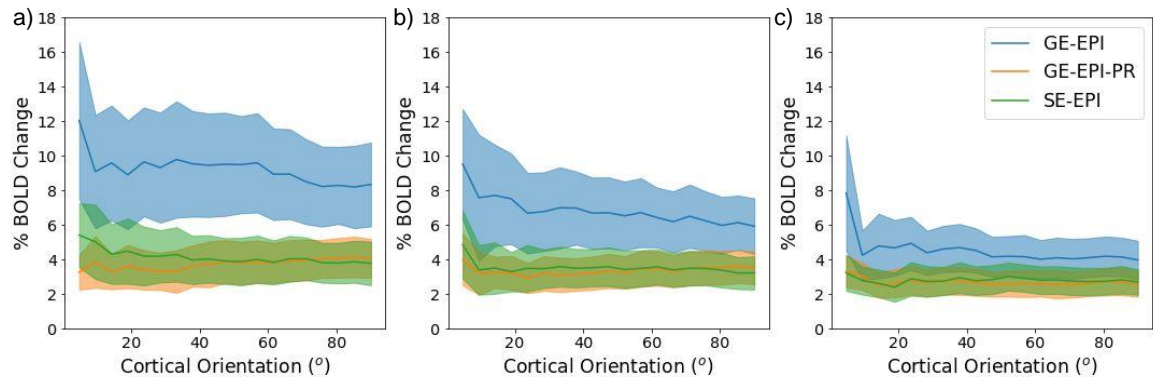 a)
18
16
14
12
10
8
6
4
2
0
% BOLD Change
20 40 60 80
Cortical Orientation (°)
b)
18
16
14
12
10
8
6
4
2
0
% BOLD Change
20 40 60 80
Cortical Orientation (°)
c)
18
16
14
12
10
8
6
4
2
0
% BOLD Change
20 40 60 80
Cortical Orientation (°)
GE-EPI
GE-EPI-PR
SE-EPI